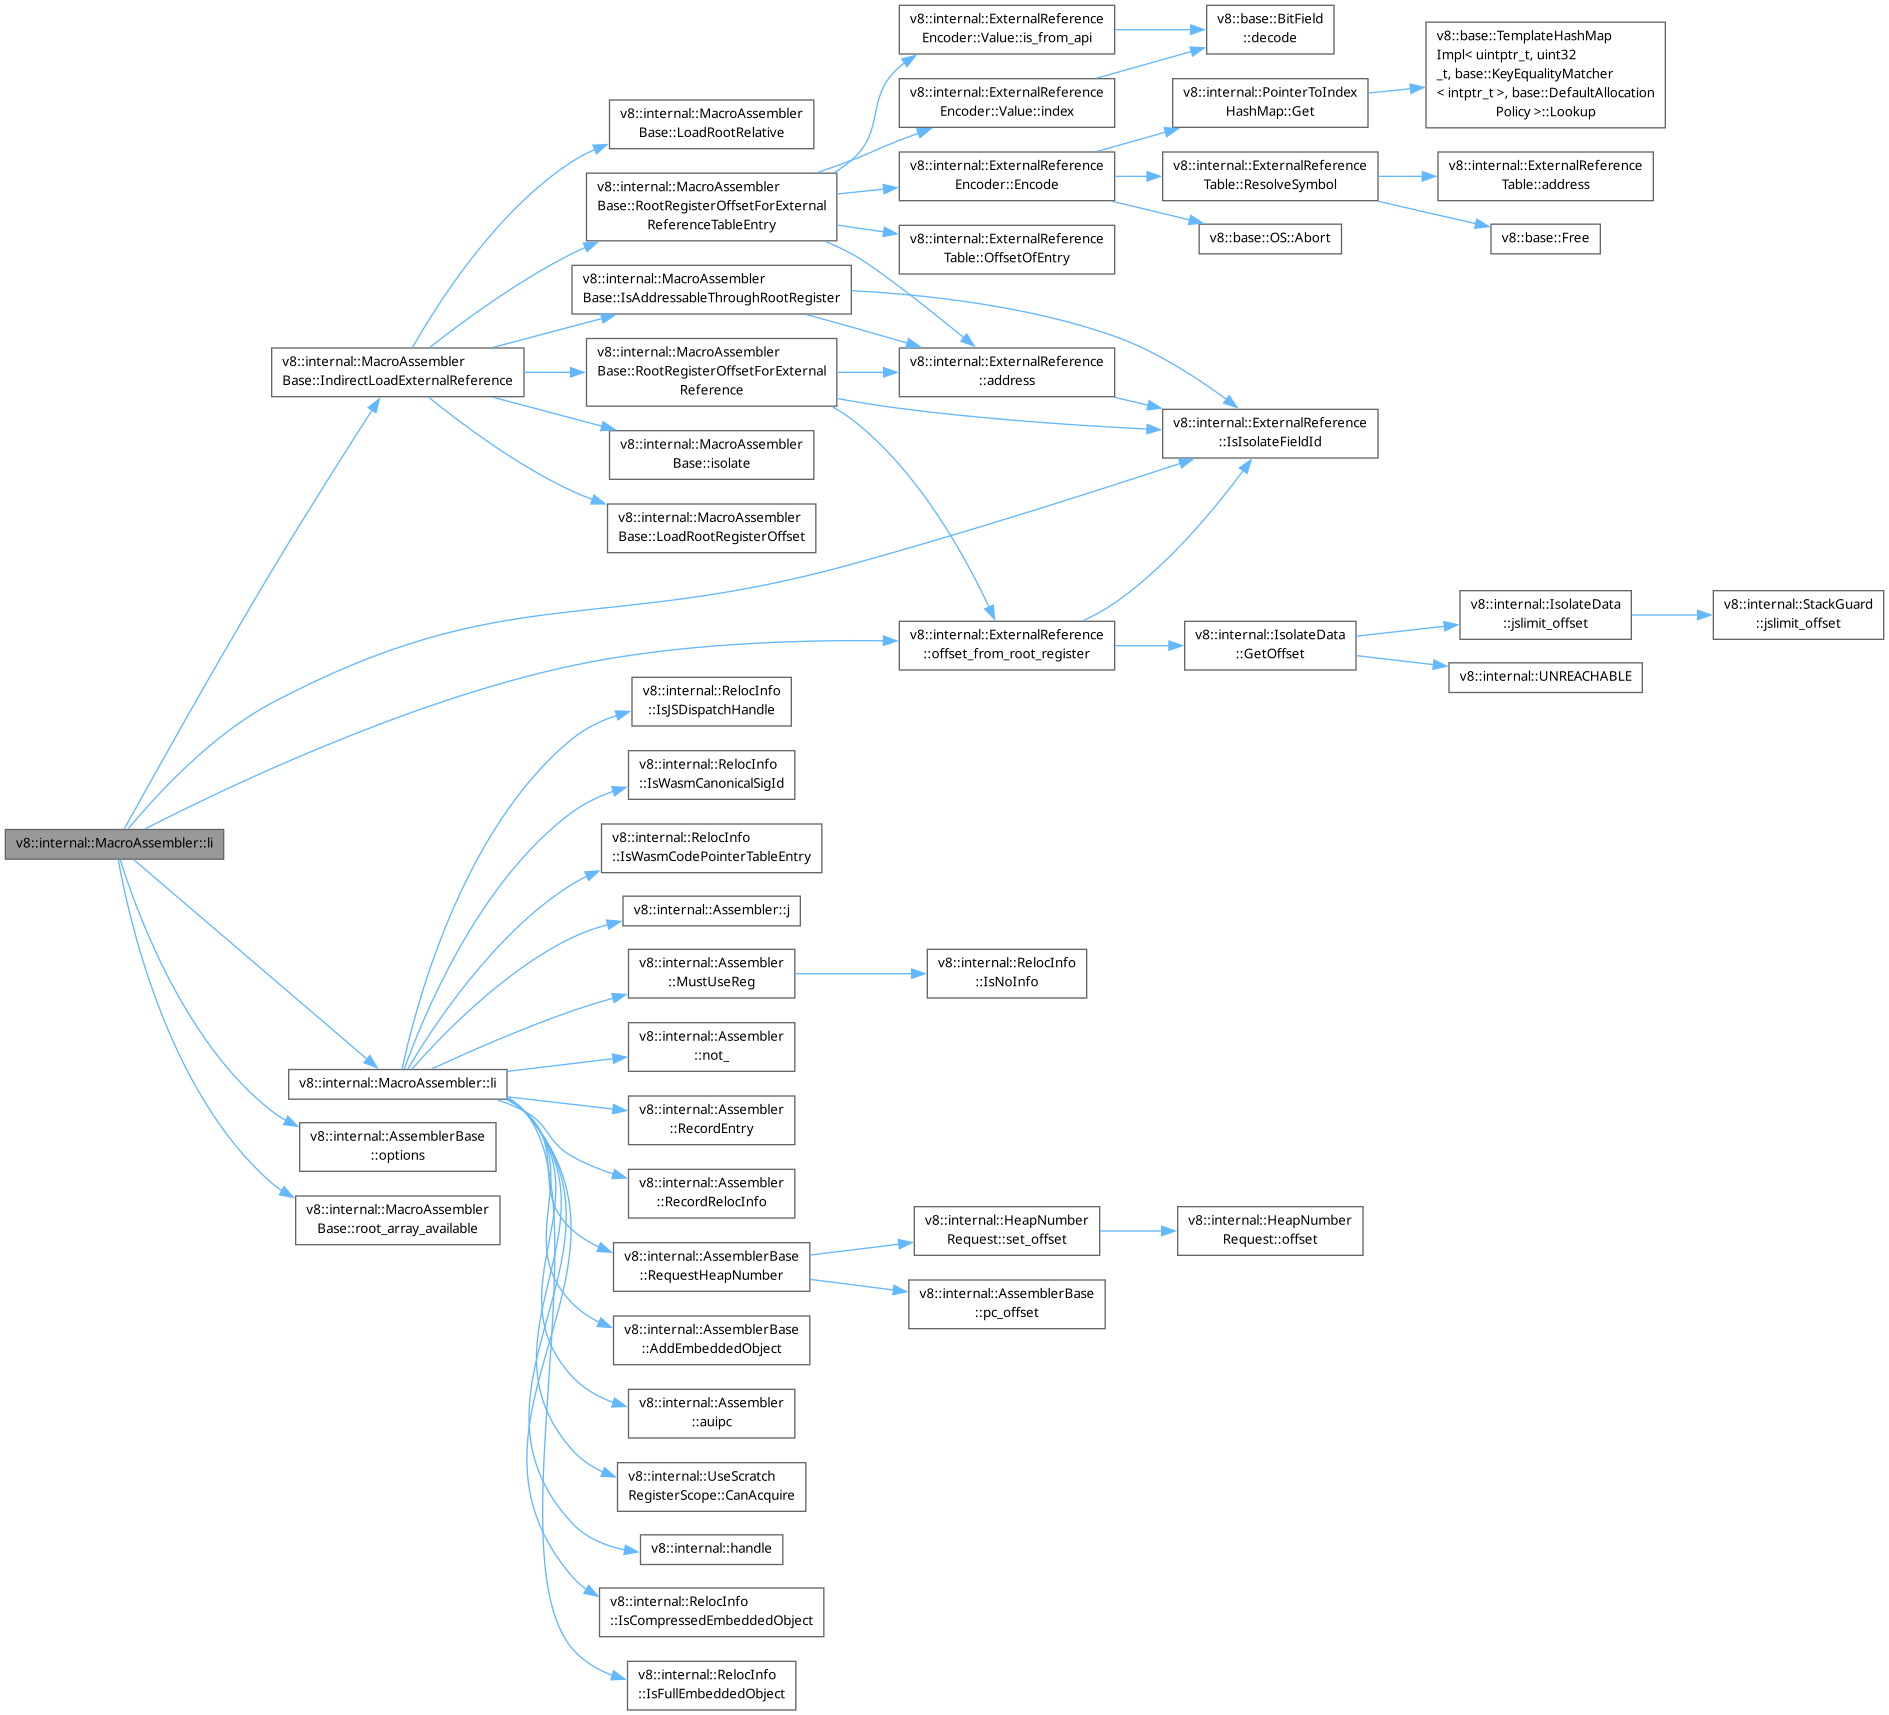 v8::internal::MacroAssembler::li
v8::internal::MacroAssembler
Base::IndirectLoadExternalReference
v8::internal::MacroAssembler
Base::LoadRootRelative
v8::internal::MacroAssembler
Base::RootRegisterOffsetForExternal
ReferenceTableEntry
v8::internal::ExternalReference
Encoder::Value::is_from_api
v8::base::BitField
::decode
v8::internal::ExternalReference
Encoder::Value::index
v8::internal::ExternalReference
Encoder::Encode
v8::internal::PointerToIndex
HashMap::Get
v8::base::TemplateHashMap
Impl< uintptr_t, uint32
_t, base::KeyEqualityMatcher
< intptr_t >, base::DefaultAllocation
Policy >::Lookup
v8::internal::ExternalReference
Table::ResolveSymbol
v8::internal::ExternalReference
Table::address
v8::base::Free
v8::base::OS::Abort
v8::internal::ExternalReference
Table::OffsetOfEntry
v8::internal::MacroAssembler
Base::IsAddressableThroughRootRegister
v8::internal::MacroAssembler
Base::RootRegisterOffsetForExternal
Reference
v8::internal::ExternalReference
::address
v8::internal::ExternalReference
::IsIsolateFieldId
v8::internal::MacroAssembler
Base::isolate
v8::internal::MacroAssembler
Base::LoadRootRegisterOffset
v8::internal::ExternalReference
::offset_from_root_register
v8::internal::IsolateData
::GetOffset
v8::internal::IsolateData
::jslimit_offset
v8::internal::StackGuard
::jslimit_offset
v8::internal::UNREACHABLE
v8::internal::MacroAssembler::li
v8::internal::RelocInfo
::IsJSDispatchHandle
v8::internal::RelocInfo
::IsWasmCanonicalSigId
v8::internal::RelocInfo
::IsWasmCodePointerTableEntry
v8::internal::Assembler::j
v8::internal::Assembler
::MustUseReg
v8::internal::RelocInfo
::IsNoInfo
v8::internal::Assembler
::not_
v8::internal::Assembler
::RecordEntry
v8::internal::Assembler
::RecordRelocInfo
v8::internal::AssemblerBase
::RequestHeapNumber
v8::internal::HeapNumber
Request::set_offset
v8::internal::HeapNumber
Request::offset
v8::internal::AssemblerBase
::pc_offset
v8::internal::AssemblerBase
::AddEmbeddedObject
v8::internal::Assembler
::auipc
v8::internal::UseScratch
RegisterScope::CanAcquire
v8::internal::handle
v8::internal::RelocInfo
::IsCompressedEmbeddedObject
v8::internal::RelocInfo
::IsFullEmbeddedObject
v8::internal::AssemblerBase
::options
v8::internal::MacroAssembler
Base::root_array_available